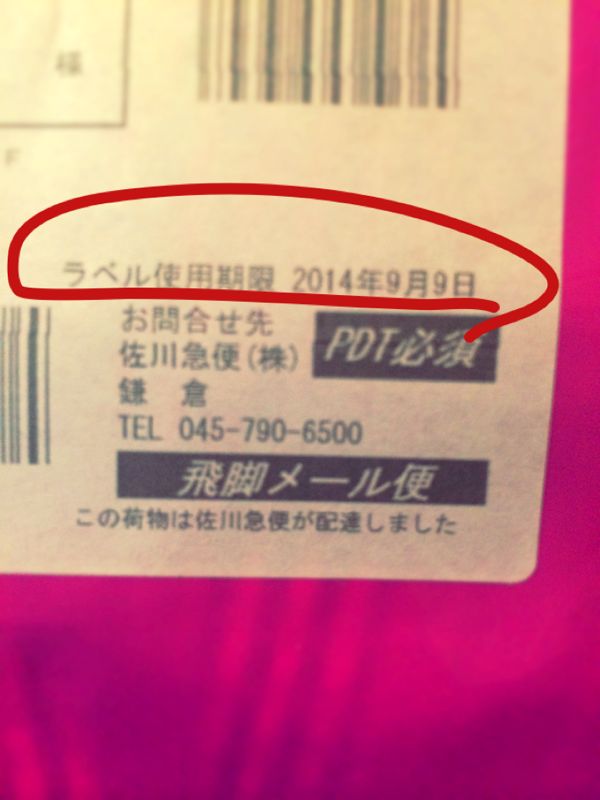 様
F
ラベル使用期限 2014年9月9日
お問合せ先
佐川急便(株)
PDT必須
鎌 倉
TEL 045-790-6500
飛脚メール便
この荷物は佐川急便が配達しました